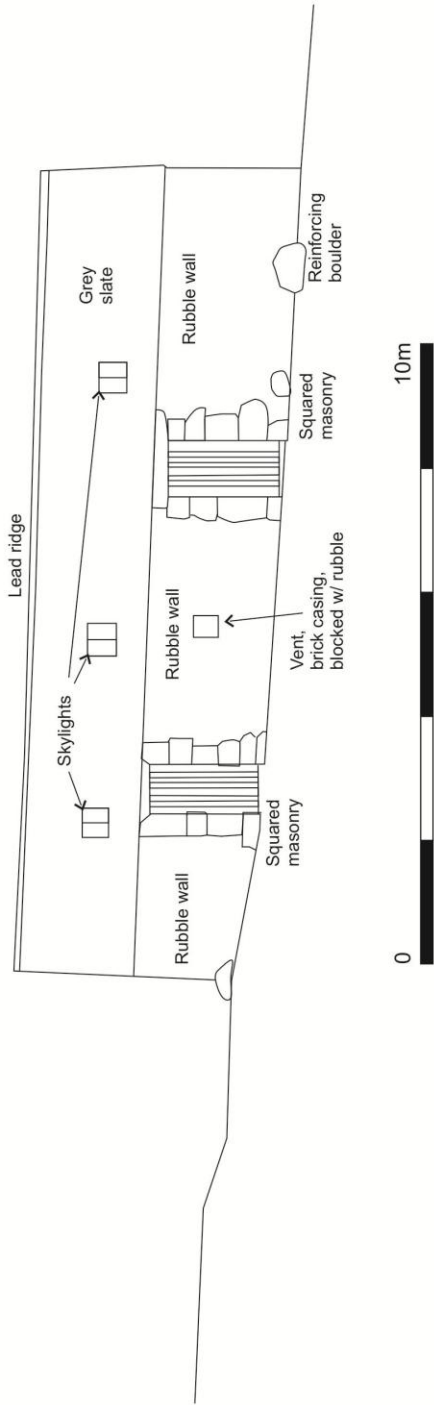 Lead ridge
Skylights
Grey
slate
Rubble wall
Rubble wall
Rubble wall
Squared
masonry
Vent,
brick casing,
blocked w/ rubble
Squared
masonry
Reinforcing
boulder
0
10m